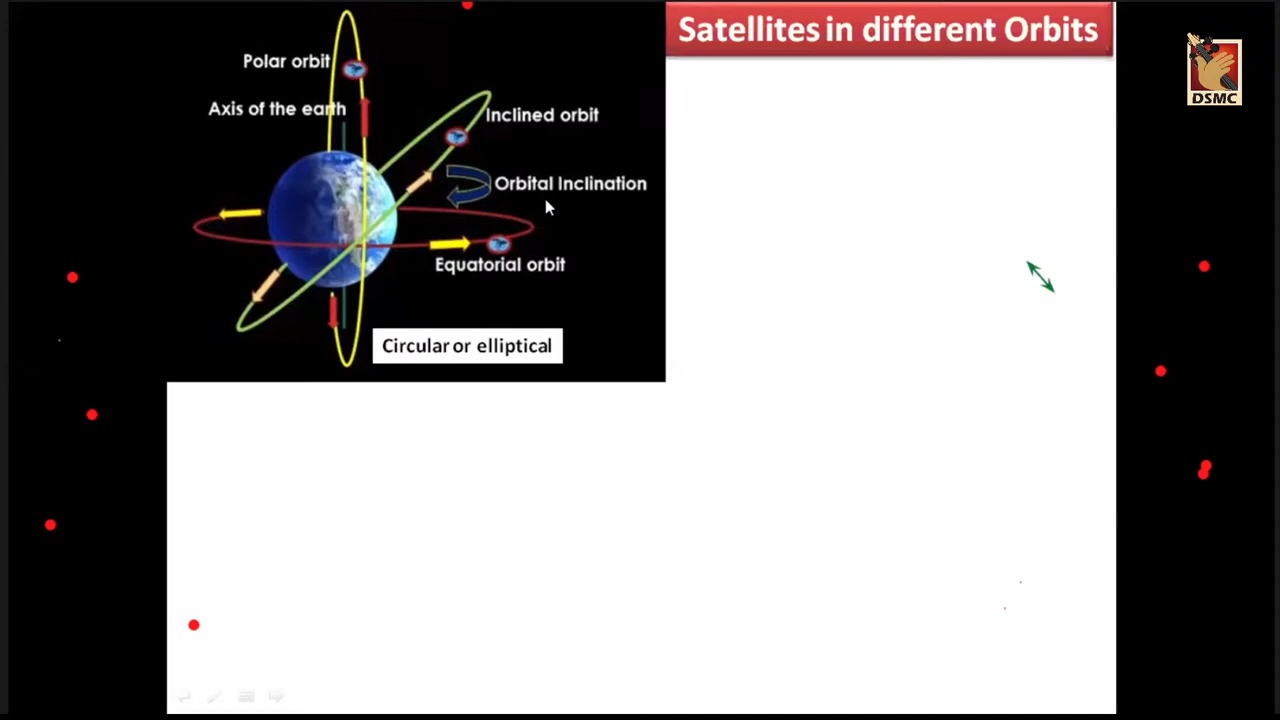 Satellites in different Orbits
Polar orbit
Axis of the earth
Inclined orbit
Orbital Inclination
Equatorial orbit
Circular or elliptical
DSMC